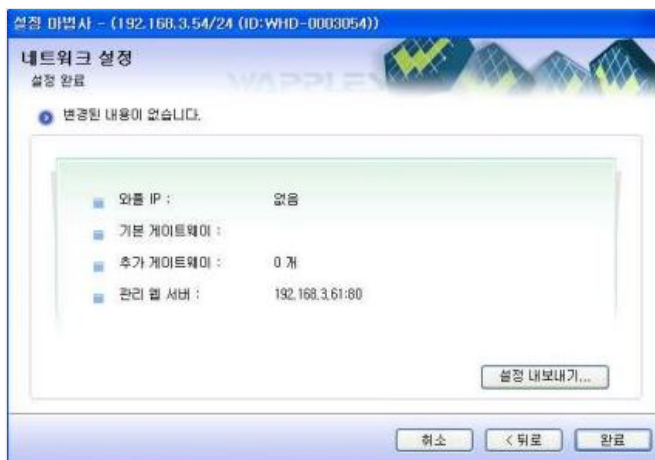 설정 마법사 - (192.168.3.54/24 (ID:WHD-0003054))
네트워크 설정
설정 완료
WAPPLES
변경된 내용이 없습니다.
와플 IP : 없음
기본 게이트웨이 :
추가 게이트웨이 : 0 개
관리 웹 서버 : 192.168.3.61:80
설정 내보내기...
취소 < 뒤로 완료